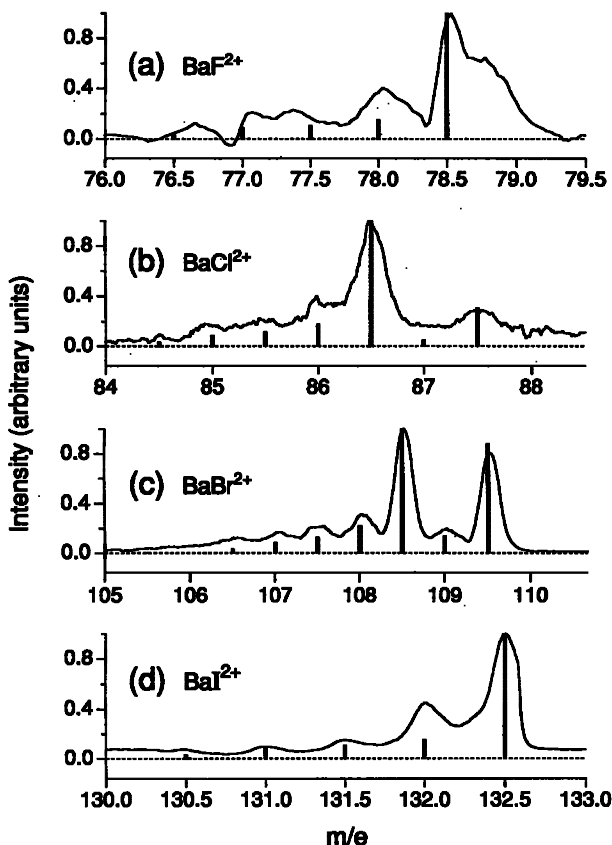 Intensity (arbitrary units)
(a) BaF2+
0.8
0.4
0.0
76.0 76.5 77.0 77.5 78.0 78.5 79.0 79.5
(b) BaCl2+
0.8
0.4
0.0
84 85 86 87 88
(c) BaBr2+
0.8
0.4
0.0
105 106 107 108 109 110
(d) BaI2+
0.8
0.4
0.0
130.0 130.5 131.0 131.5 132.0 132.5 133.0
m/e